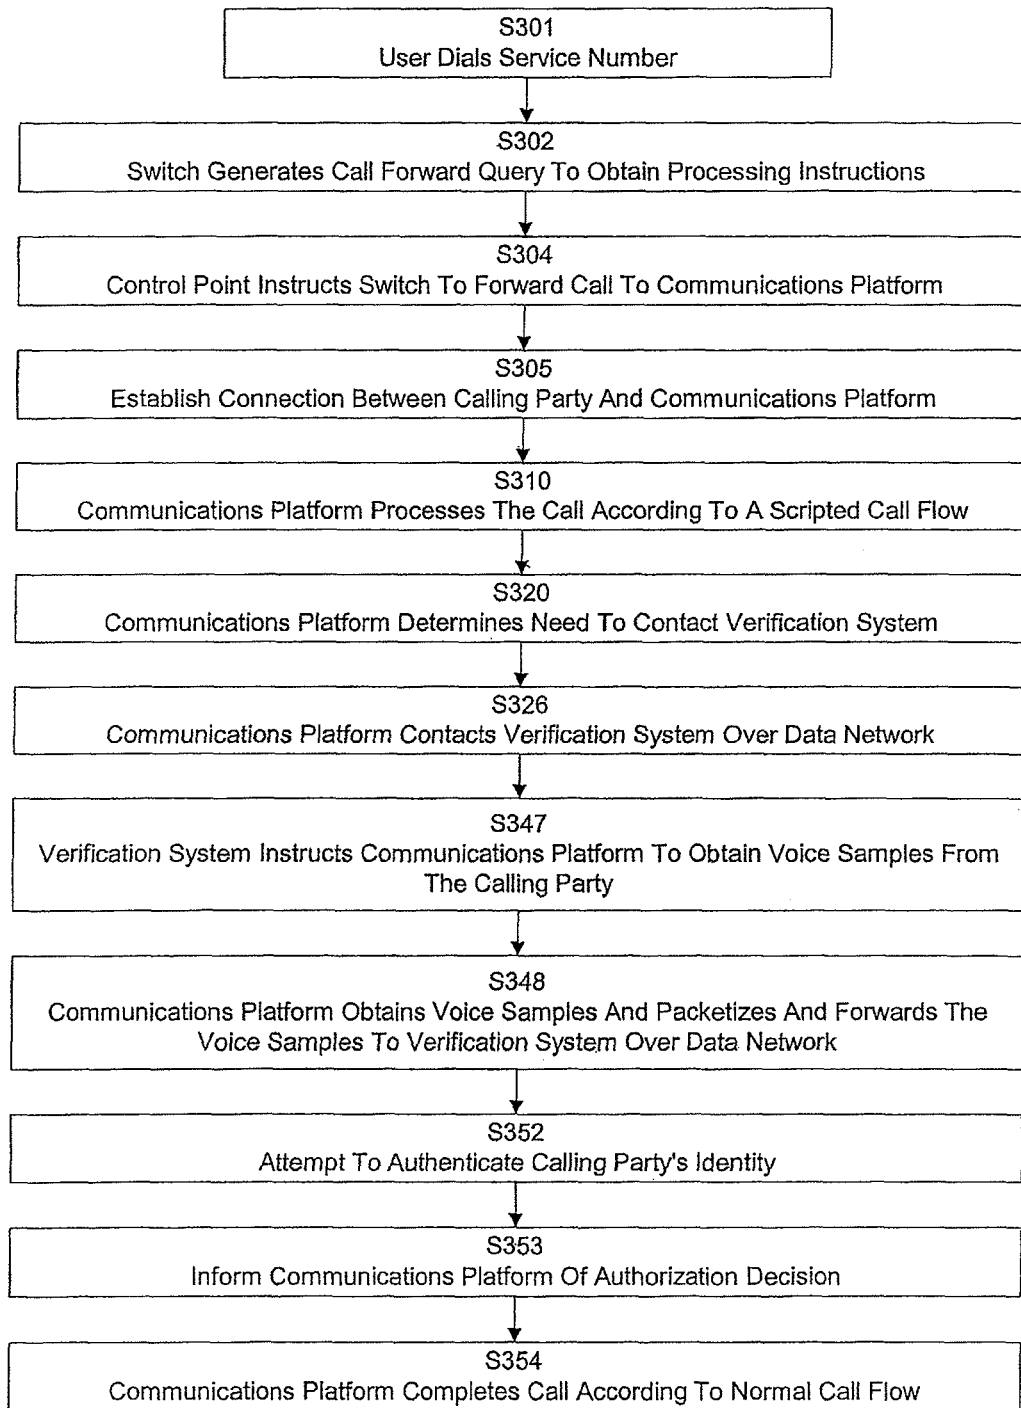 S301
User Dials Service Number
S302
Switch Generates Call Forward Query To Obtain Processing Instructions
S304
Control Point Instructs Switch To Forward Call To Communications Platform
S305
Establish Connection Between Calling Party And Communications Platform
S310
Communications Platform Processes The Call According To A Scripted Call Flow
S320
Communications Platform Determines Need To Contact Verification System
S326
Communications Platform Contacts Verification System Over Data Network
S347
Verification System Instructs Communications Platform To Obtain Voice Samples From
The Calling Party
S348
Communications Platform Obtains Voice Samples And Packetizes And Forwards The
Voice Samples To Verification System Over Data Network
S352
Attempt To Authenticate Calling Party's Identity
S353
Inform Communications Platform Of Authorization Decision
S354
Communications Platform Completes Call According To Normal Call Flow